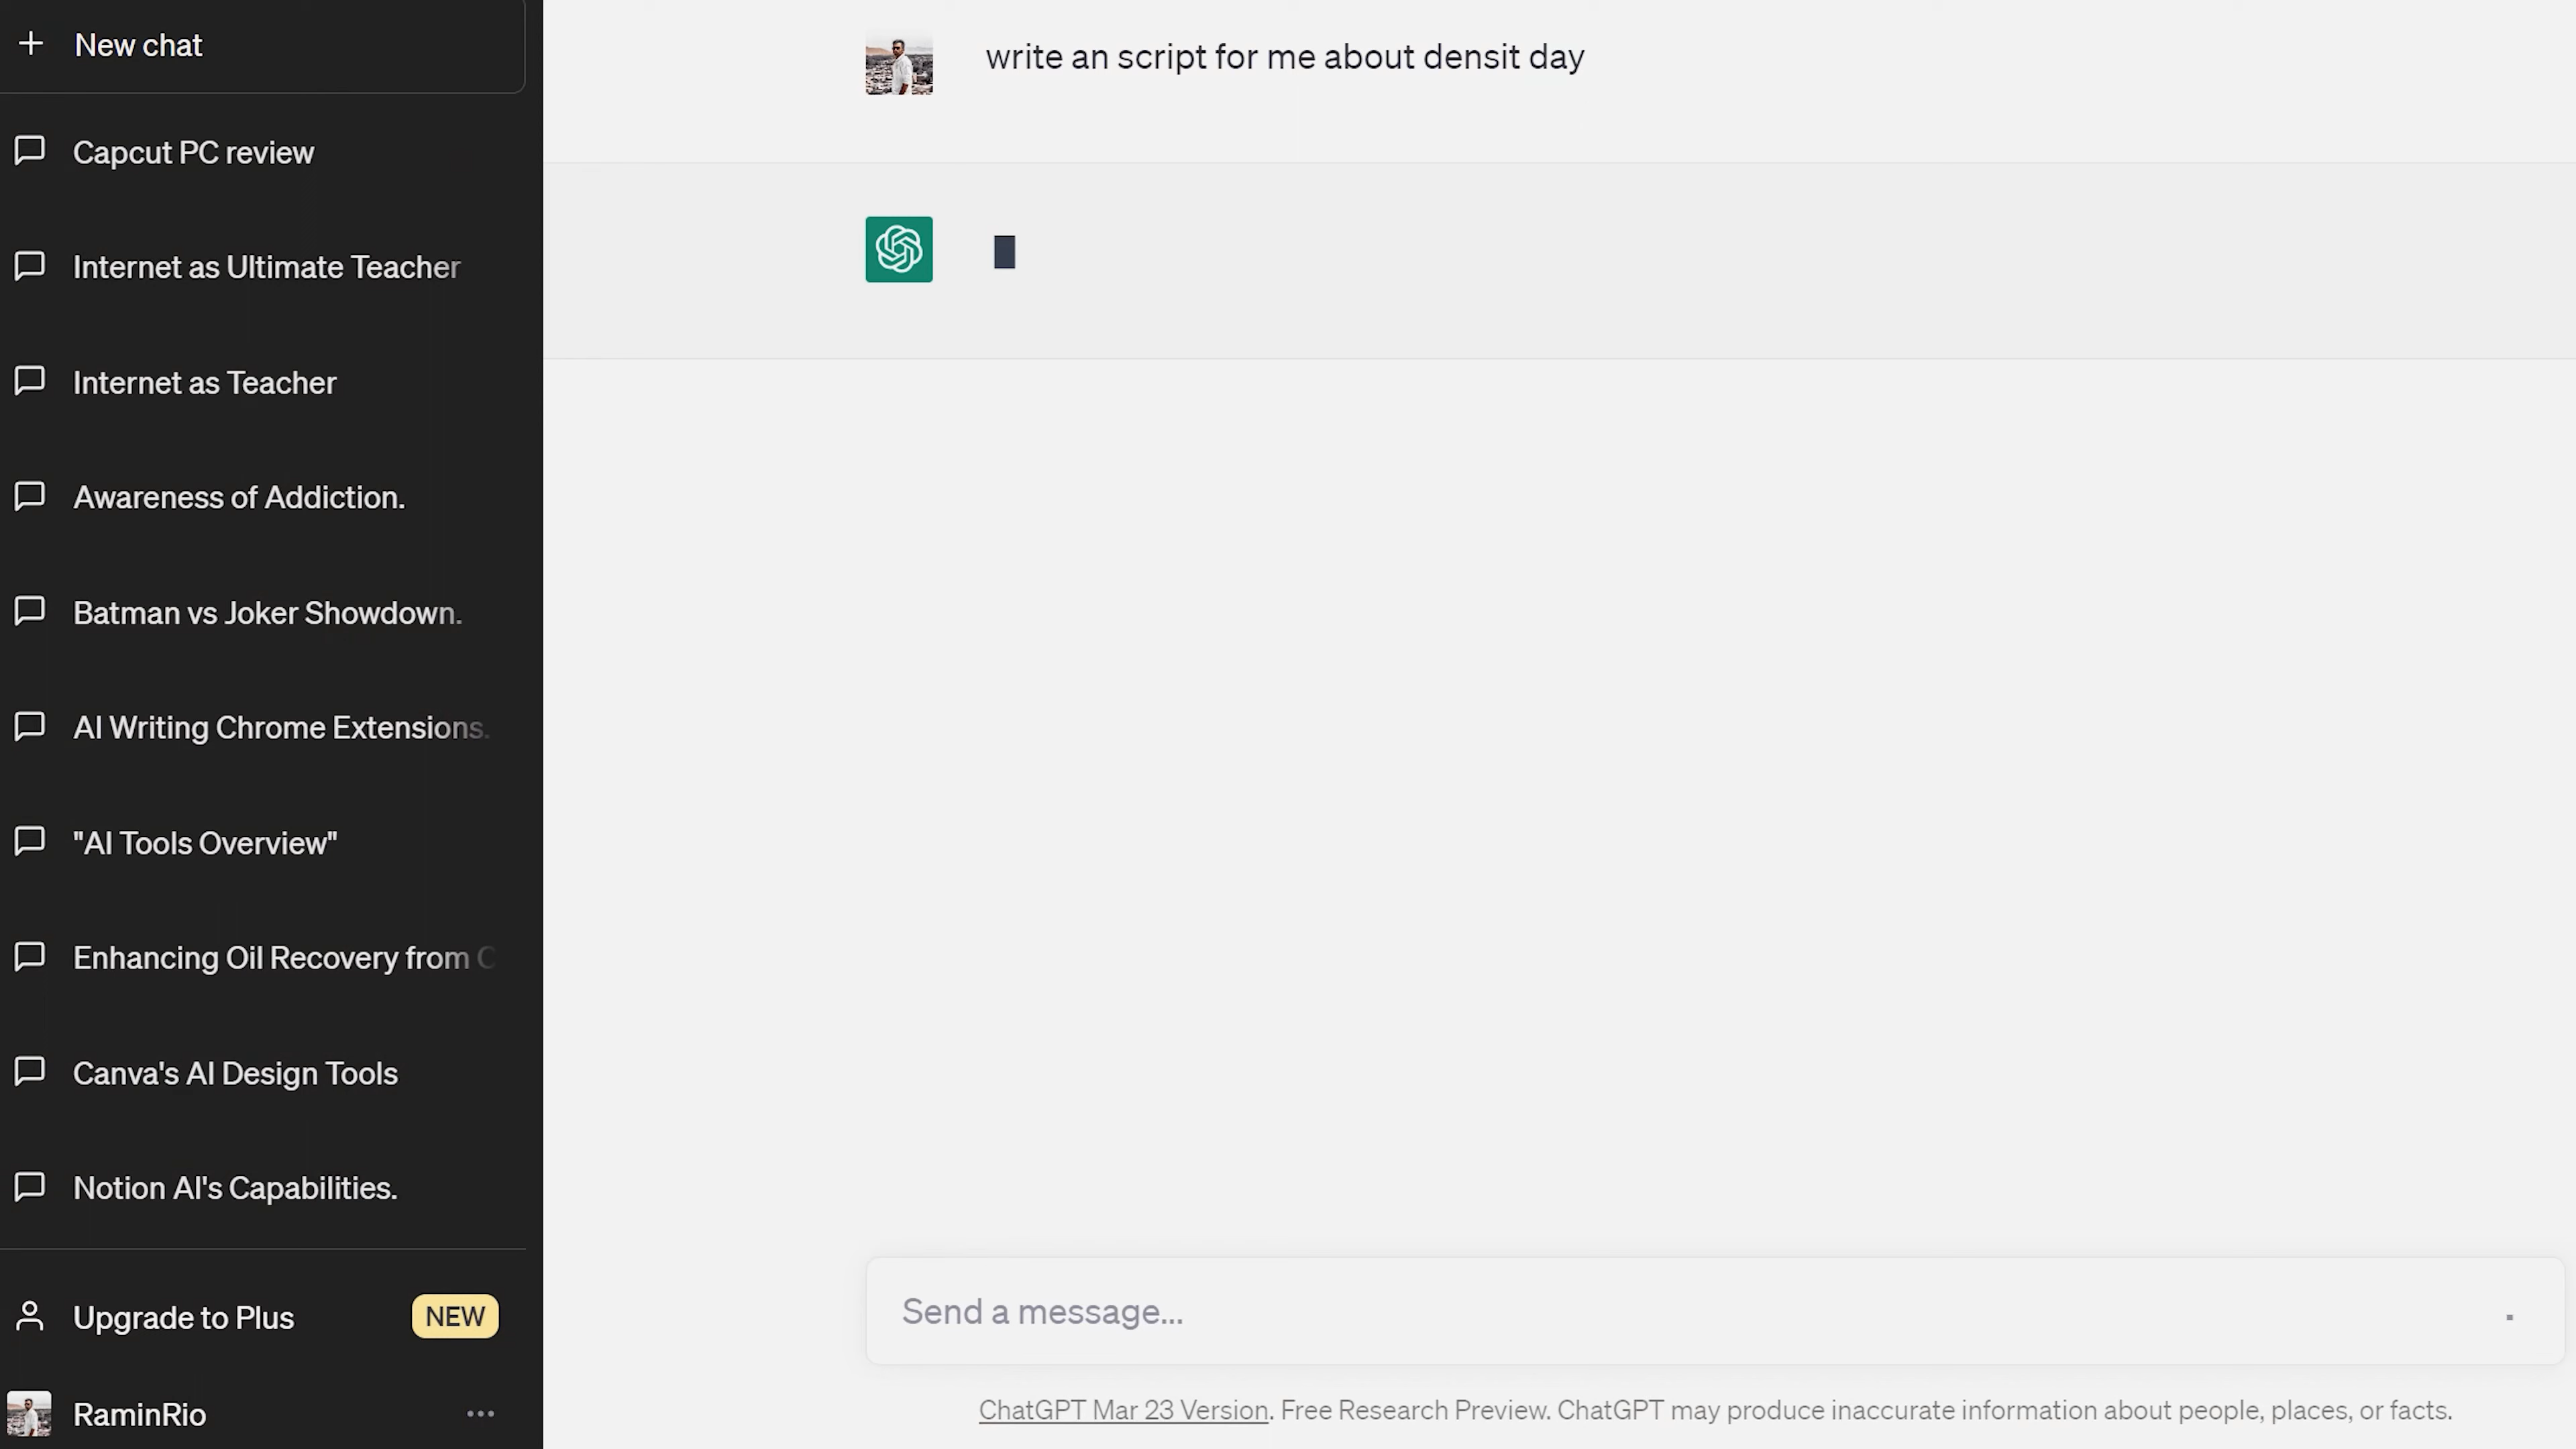 New chat
Capcut PC review
Internet as Ultimate Teacher
Internet as Teacher
Awareness of Addiction.
Batman vs Joker Showdown.
AI Writing Chrome Extensions.
"AI Tools Overview"
Enhancing Oil Recovery from C
Canva's AI Design Tools
Notion AI's Capabilities.
Upgrade to Plus NEW
RaminRio
write an script for me about densit day
Send a message...
ChatGPT Mar 23 Version. Free Research Preview. ChatGPT may produce inaccurate information about people, places, or facts.